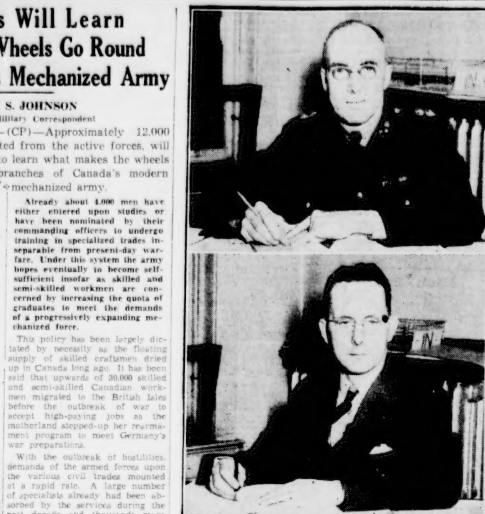 s Will Learn
Wheels Go Round
Mechanized Army
S. JOHNSON
Military Correspondent
—(CP)—Approximately 12,000
ted from the active forces, will
to learn what makes the wheels
branches of Canada's modern
mechanized army.
Already about 4,000 men have
either entered upon studies or
have been nominated by their
commanding officers to undergo
training in specialized trades in-
separable from present-day war-
fare. Under this system the army
hopes eventually to become self-
sufficient insofar as skilled and
semi-skilled workmen are con-
cerned by increasing the quota of
graduates to meet the demands
of a progressively expanding me-
chanized force.
This policy has been largely dic-
tated by necessity as the floating
supply of skilled craftsmen dried
up in Canada long ago. It has been
said that upwards of 20,000 skilled
and semi-skilled Canadian work-
men migrated to the British Isles
before the outbreak of war to
accept high-paying jobs as the
motherland stepped-up her rearma-
ment program to meet Germany's
war preparations.
With the outbreak of hostilities,
demands of the armed forces upon
the various civil trades mounted
at a rapid rate. A large number
of specialists already had been ab-
sorbed by the services during the